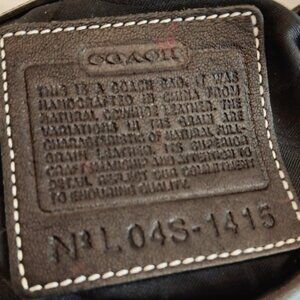 COACH
THIS IS A COACH BAG. IT WAS
HANDCRAFTED IN CHINA FROM
NATURAL COWHIDE LEATHER. THE
VARIATIONS IN THE GRAIN ARE
CHARACTERISTIC OF NATURAL FULL-
GRAIN LEATHER. ITS SUPERIOR
CRAFTSMANSHIP AND ATTENTION TO
DETAIL REFLECT OUR COMMITMENT
TO ENDURING QUALITY.
Nº L04S-1415